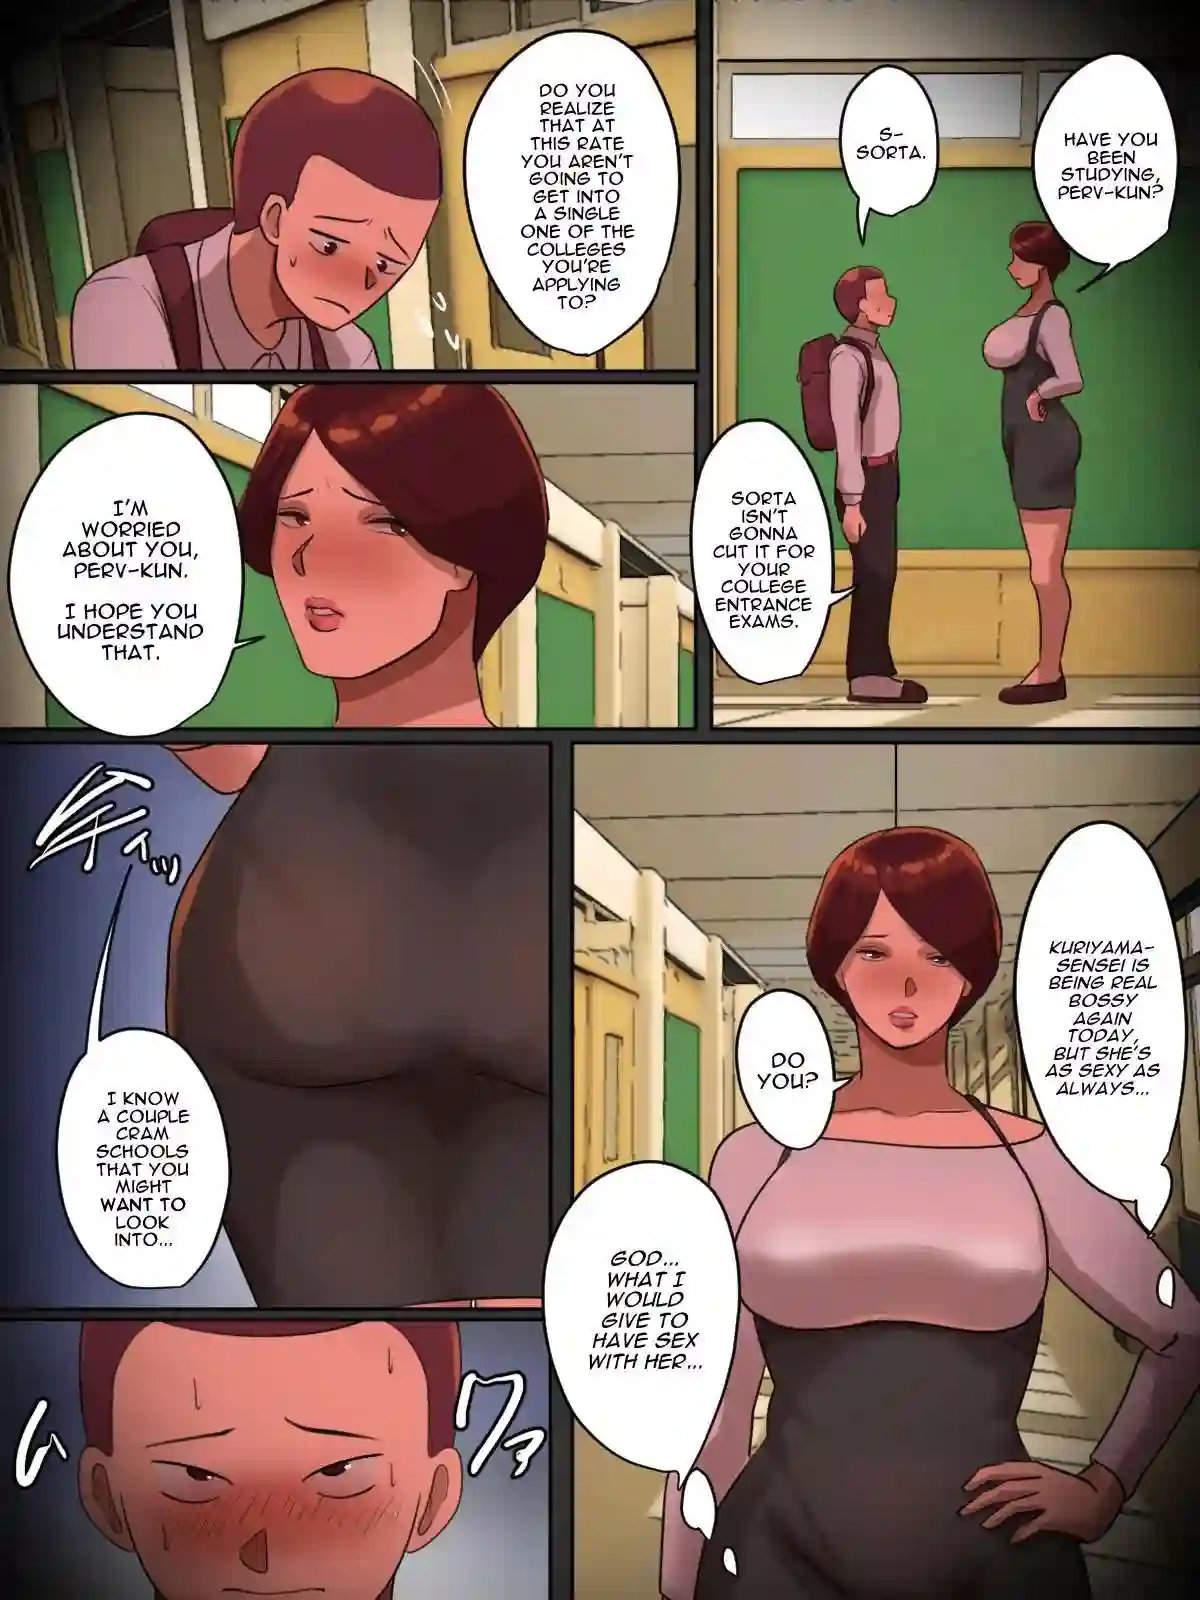 HAVE YOU
BEEN
STUDYING,
PERV-KUN?
S-
SORTA.
SORTA
ISN'T
GONNA
CUT IT FOR
YOUR
COLLEGE
ENTRANCE
EXAMS.
DO YOU
REALIZE
THAT AT
THIS RATE
YOU AREN'T
GOING TO
GET INTO
A SINGLE
ONE OF THE
COLLEGES
YOU'RE
APPLYING
TO?
I'M
WORRIED
ABOUT YOU,
PERV-KUN.
I HOPE YOU
UNDERSTAND
THAT.
KURIYAMA-
SENSEI IS
BEING REAL
BOSSY
AGAIN
TODAY,
BUT SHE'S
AS SEXY AS
ALWAYS...
DO
YOU?
GOD...
WHAT I
WOULD
GIVE TO
HAVE SEX
WITH HER...
I KNOW
A COUPLE
CRAM
SCHOOLS
THAT YOU
MIGHT
WANT TO
LOOK
INTO...
ムワァ